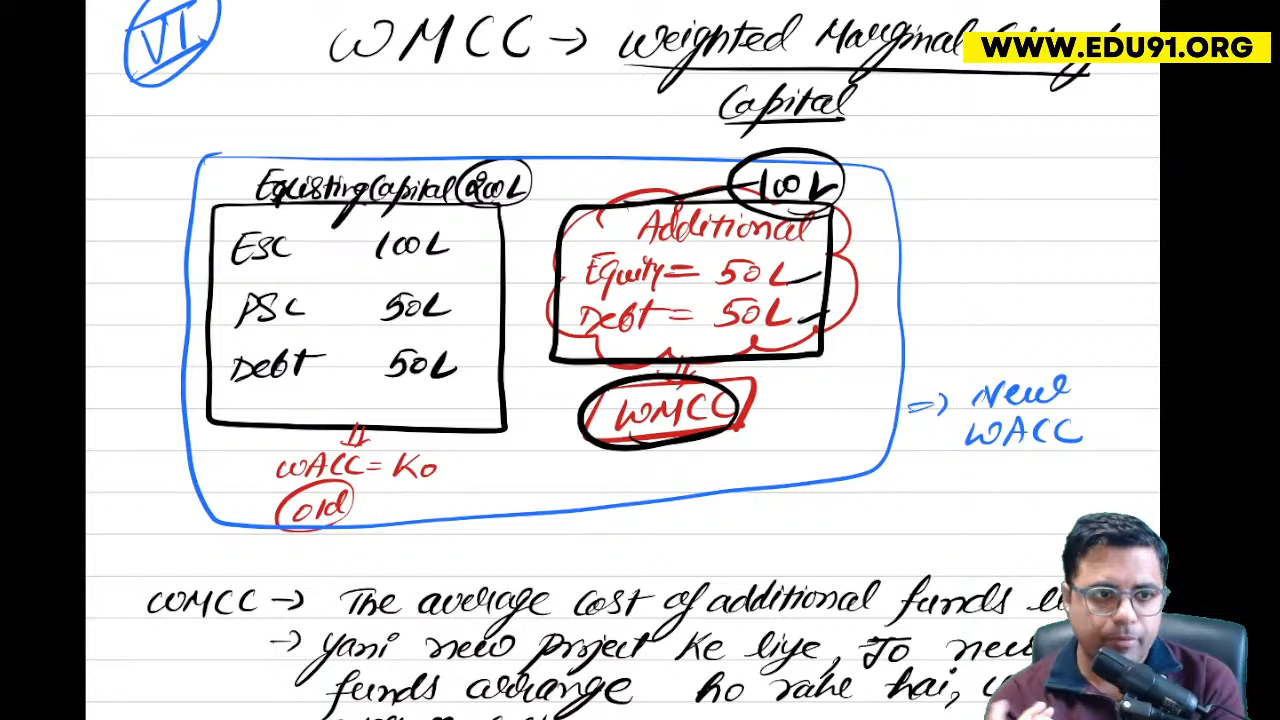 VI
WMCC → Weighted Marginal
WWW.EDU91.ORG
Capital
Existing Capital 200L
100L
ESC 100L
PSC 50L
Debt 50L
Additional
Equity = 50L
Debt = 50L
WMCC
WACC = Ko
old
⇒ New
WACC
WMCC → The average cost of additional funds
→ Yani new project ke liye, Jo new
funds arrange ho rahe hai,